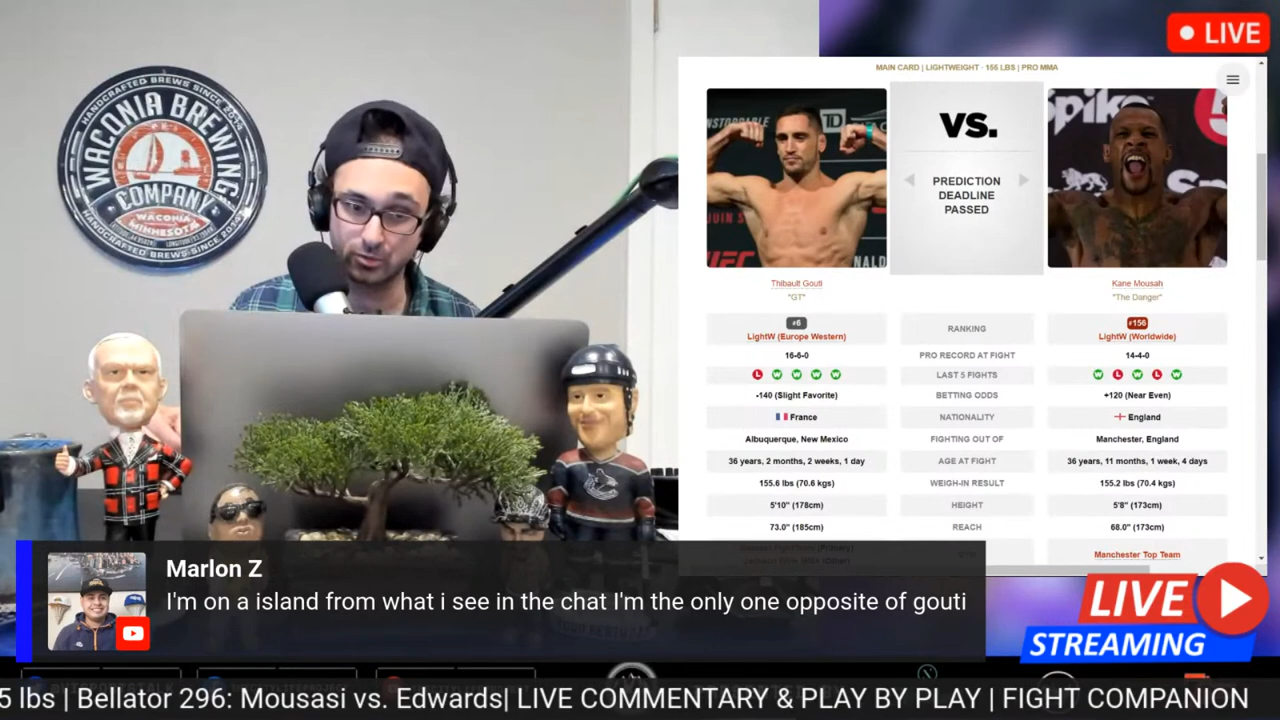 LIVE
HANDCRAFTED BREWS SINCE 2014
WACONIA BREWING
COMPANY
WACONIA
MINNESOTA
HANDCRAFTED BREWS SINCE
MAIN CARD | LIGHTWEIGHT · 155 LBS | PRO MMA
VS.
PREDICTION
DEADLINE
PASSED
UFC
Spike
Thibault Gouti
"GT"
Kane Mousah
"The Danger"
#6
LightW (Europe Western)
RANKING
#156
LightW (Worldwide)
16-6-0
PRO RECORD AT FIGHT
14-4-0
L W W W W
LAST 5 FIGHTS
W L W L W
-140 (Slight Favorite)
BETTING ODDS
+120 (Near Even)
France
NATIONALITY
England
Albuquerque, New Mexico
FIGHTING OUT OF
Manchester, England
36 years, 2 months, 2 weeks, 1 day
AGE AT FIGHT
36 years, 11 months, 1 week, 4 days
155.6 lbs (70.6 kgs)
WEIGH-IN RESULT
155.2 lbs (70.4 kgs)
5'10" (178cm)
HEIGHT
5'8" (173cm)
73.0" (185cm)
REACH
68.0" (173cm)
Manchester Top Team
Marlon Z
I'm on a island from what i see in the chat I'm the only one opposite of gouti
LIVE
STREAMING
5 lbs | Bellator 296: Mousasi vs. Edwards| LIVE COMMENTARY & PLAY BY PLAY | FIGHT COMPANION